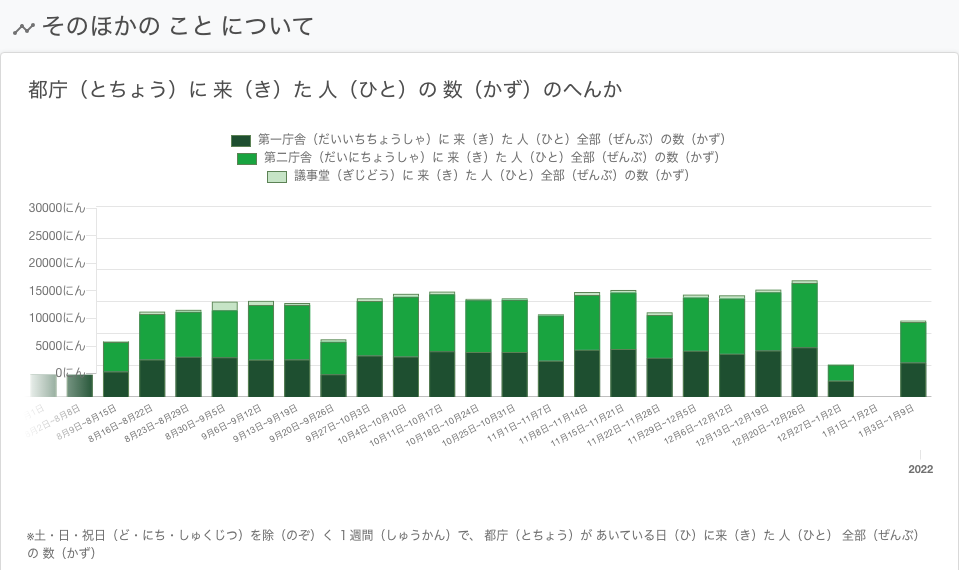 そのほかの こと について
都庁（とちょう）に 来（き）た 人（ひと）の 数（かず）のへんか
第一庁舎（だいいちちょうしゃ）に 来（き）た 人（ひと）全部（ぜんぶ）の数（かず）
第二庁舎（だいにちょうしゃ）に 来（き）た 人（ひと）全部（ぜんぶ）の数（かず）
議事堂（ぎじどう）に 来（き）た 人（ひと）全部（ぜんぶ）の数（かず）
30000にん
25000にん
20000にん
15000にん
10000にん
5000にん
0にん
8月9日~8月15日
8月16日~8月22日
8月23日~8月29日
8月30日~9月5日
9月6日~9月12日
9月13日~9月19日
9月20日~9月26日
9月27日~10月3日
10月4日~10月10日
10月11日~10月17日
10月18日~10月24日
10月25日~10月31日
11月1日~11月7日
11月8日~11月14日
11月15日~11月21日
11月22日~11月28日
11月29日~12月5日
12月6日~12月12日
12月13日~12月19日
12月20日~12月26日
12月27日~1月2日
1月1日~1月2日
1月3日~1月9日
2022
※土・日・祝日（ど・にち・しゅくじつ）を除（のぞ）く １週間（しゅうかん）で、 都庁（とちょう）が あいている日（ひ）に来（き）た 人（ひと） 全部（ぜんぶ）
の 数（かず）